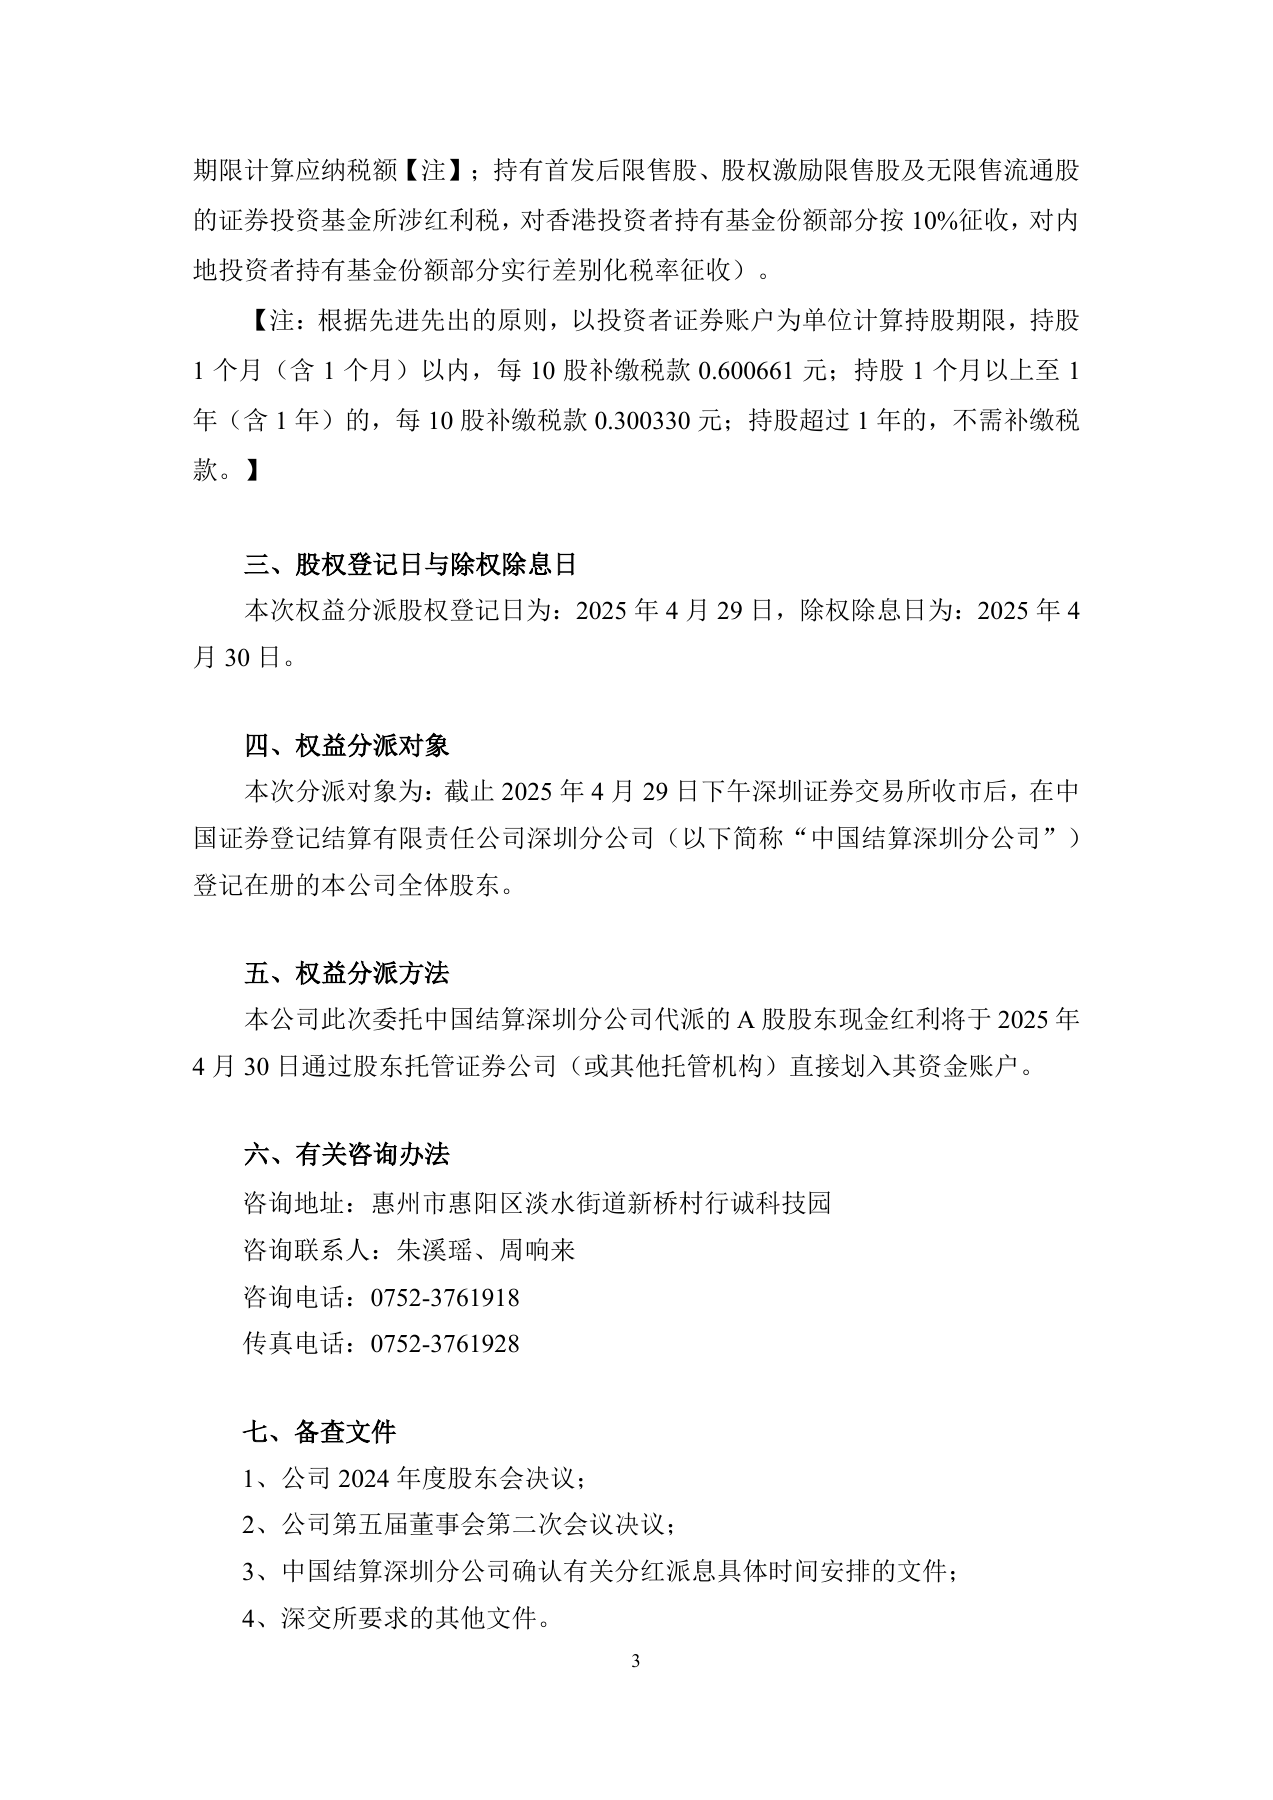 期限计算应纳税额【注】；持有首发后限售股、股权激励限售股及无限售流通股
的证券投资基金所涉红利税，对香港投资者持有基金份额部分按 10%征收，对内
地投资者持有基金份额部分实行差别化税率征收）。
【注：根据先进先出的原则，以投资者证券账户为单位计算持股期限，持股
1 个月（含 1 个月）以内，每 10 股补缴税款 0.600661 元；持股 1 个月以上至 1
年（含 1 年）的，每 10 股补缴税款 0.300330 元；持股超过 1 年的，不需补缴税
款。】
三、股权登记日与除权除息日
本次权益分派股权登记日为：2025 年 4 月 29 日，除权除息日为：2025 年 4
月 30 日。
四、权益分派对象
本次分派对象为：截止 2025 年 4 月 29 日下午深圳证券交易所收市后，在中
国证券登记结算有限责任公司深圳分公司（以下简称“中国结算深圳分公司”）
登记在册的本公司全体股东。
五、权益分派方法
本公司此次委托中国结算深圳分公司代派的 A 股股东现金红利将于 2025 年
4 月 30 日通过股东托管证券公司（或其他托管机构）直接划入其资金账户。
六、有关咨询办法
咨询地址：惠州市惠阳区淡水街道新桥村行诚科技园
咨询联系人：朱溪瑶、周响来
咨询电话：0752-3761918
传真电话：0752-3761928
七、备查文件
1、公司 2024 年度股东会决议；
2、公司第五届董事会第二次会议决议；
3、中国结算深圳分公司确认有关分红派息具体时间安排的文件；
4、深交所要求的其他文件。
3